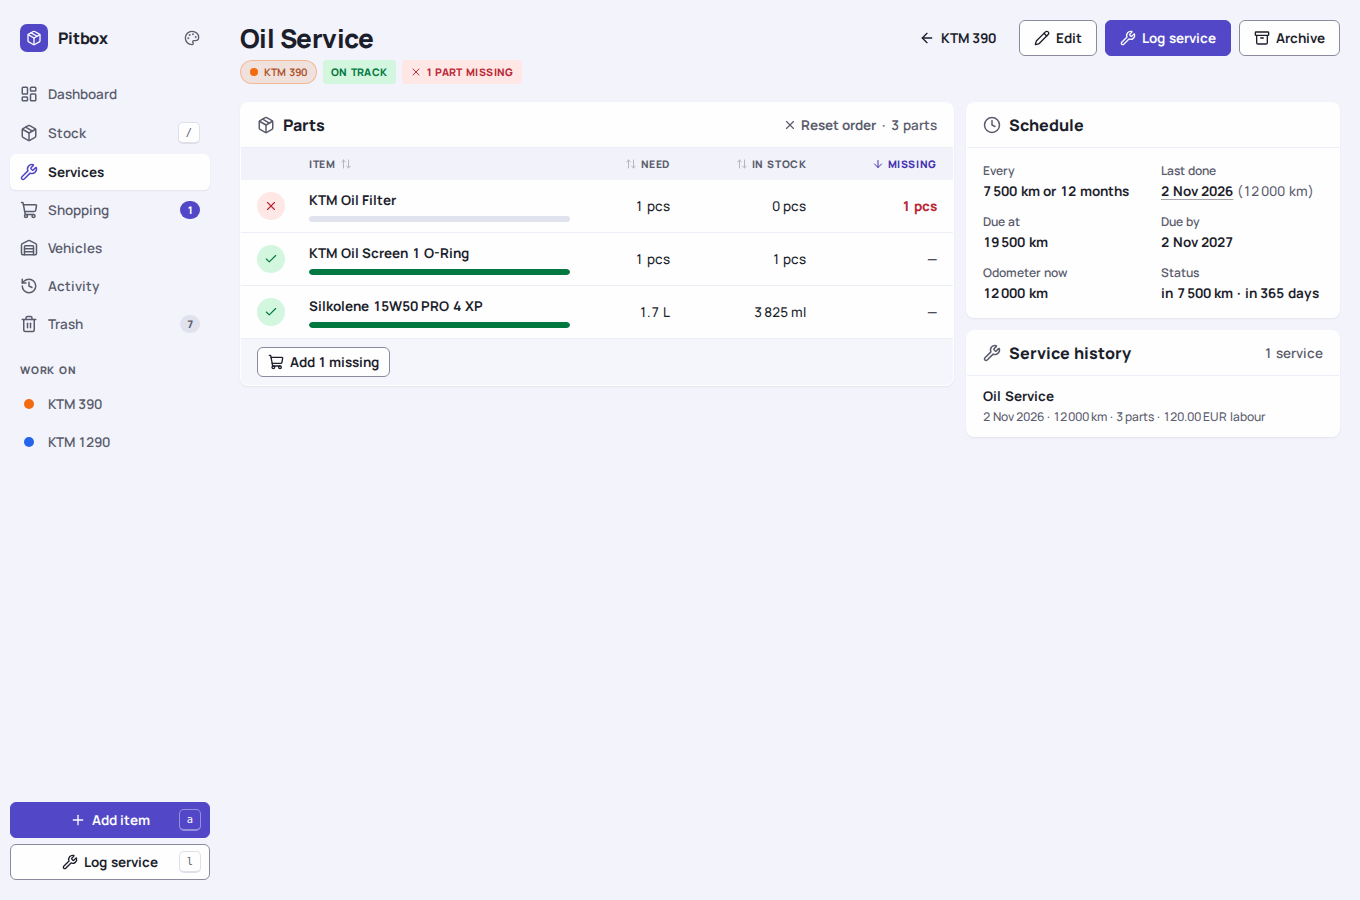 Pitbox
Dashboard
Stock /
Services
Shopping 1
Vehicles
Activity
Trash 7
WORK ON
KTM 390
KTM 1290
Add item a
Log service l
Oil Service
KTM 390 ON TRACK 1 PART MISSING
KTM 390 Edit Log service Archive
Parts Reset order · 3 parts
ITEM NEED IN STOCK MISSING
KTM Oil Filter 1 pcs 0 pcs 1 pcs
KTM Oil Screen 1 O-Ring 1 pcs 1 pcs –
Silkolene 15W50 PRO 4 XP 1.7 L 3 825 ml –
Add 1 missing
Schedule
Every Last done
7 500 km or 12 months 2 Nov 2026 (12 000 km)
Due at Due by
19 500 km 2 Nov 2027
Odometer now Status
12 000 km in 7 500 km · in 365 days
Service history 1 service
Oil Service
2 Nov 2026 · 12 000 km · 3 parts · 120.00 EUR labour